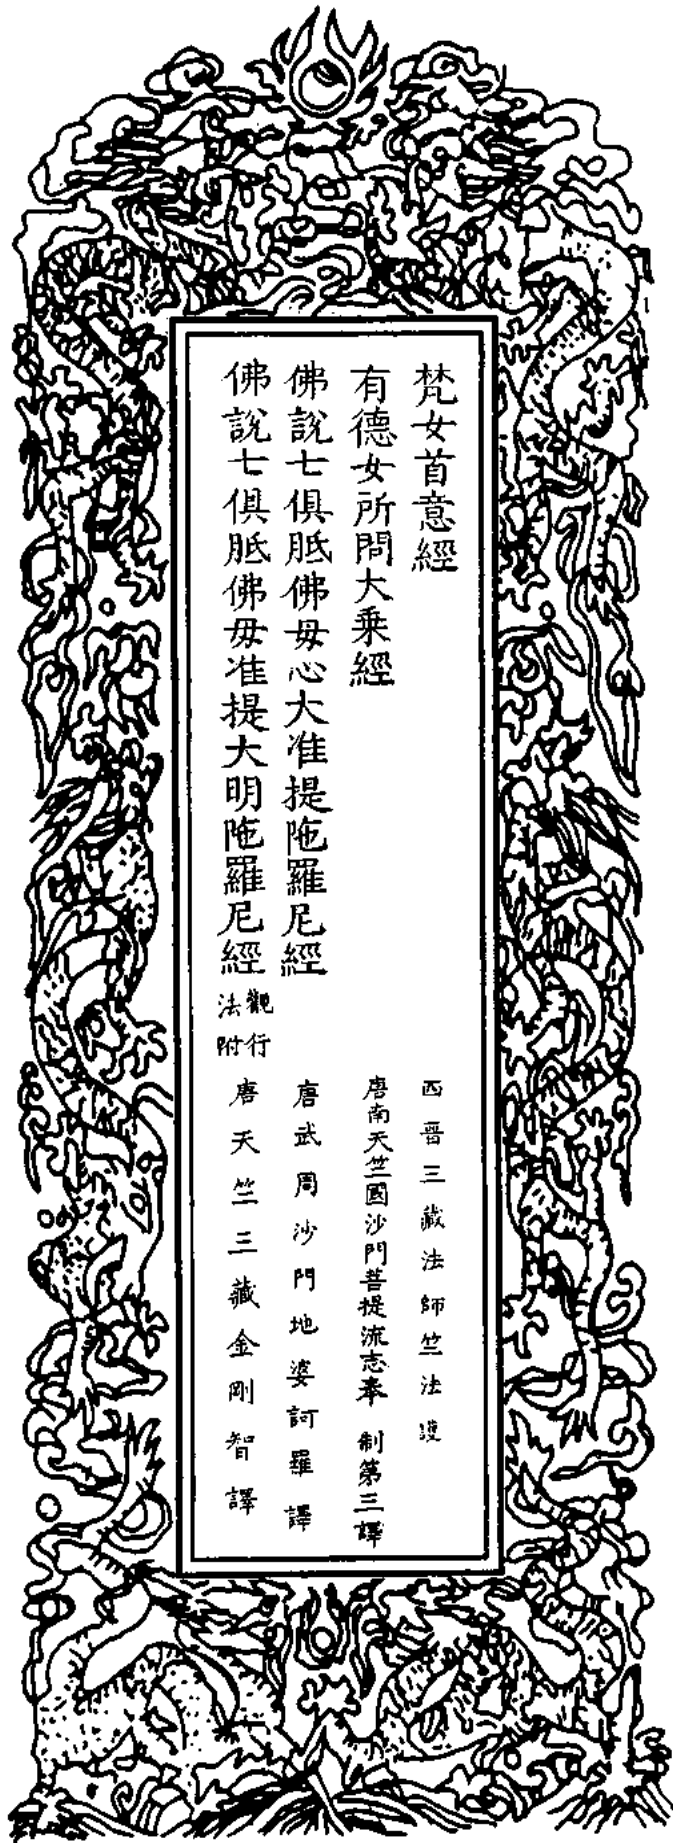 梵女首意經
西晋三藏法師竺法護
有德女所問大乘經
唐南天竺國沙門菩提流志奉 制第三譯
佛說七俱胝佛母心大准提陁羅尼經
唐武周沙門地婆訶羅譯
佛說七俱胝佛母准提大明陁羅尼經
觀行
法附
唐天竺三藏金剛智譯